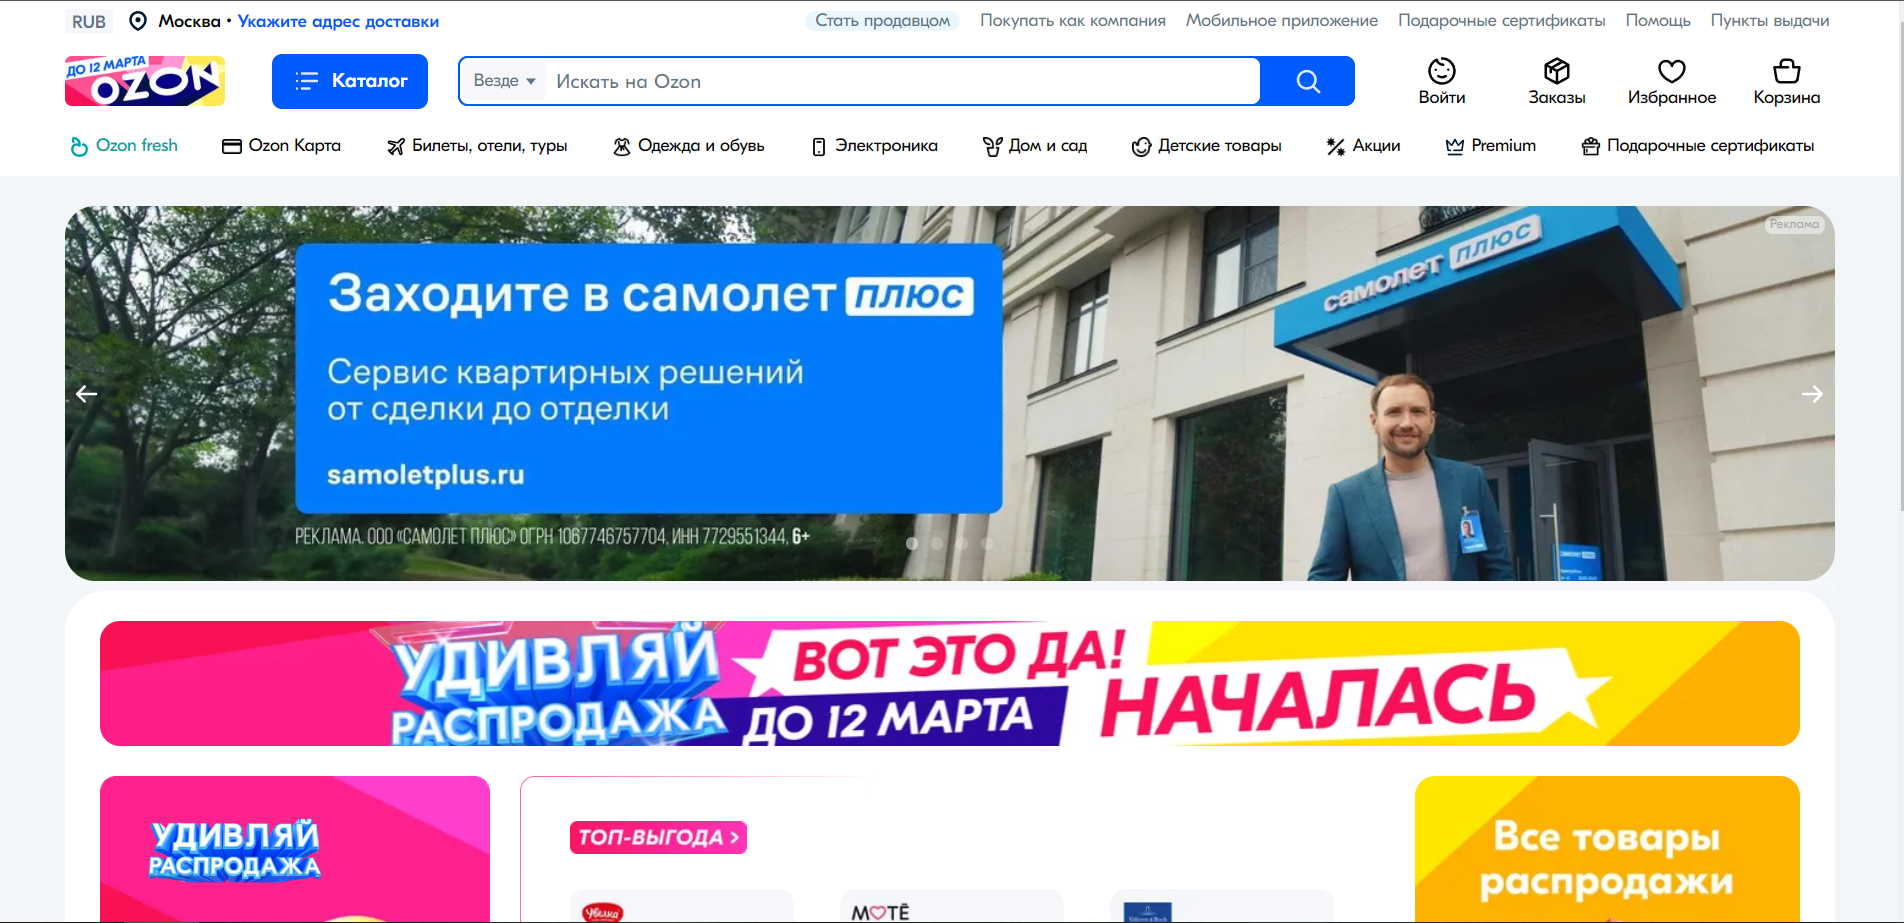 RUB Москва • Укажите адрес доставки Стать продавцом Покупать как компания Мобильное приложение Подарочные сертификаты Помощь Пункты выдачи
ДО 12 МАРТА
OZON
Каталог
Везде Искать на Ozon
Войти Заказы Избранное Корзина
Ozon fresh Ozon Карта Билеты, отели, туры Одежда и обувь Электроника Дом и сад Детские товары Акции Premium Подарочные сертификаты
Реклама
Заходите в самолет плюс
Сервис квартирных решений
от сделки до отделки
samoletplus.ru
РЕКЛАМА. ООО «САМОЛЕТ ПЛЮС» ОГРН 1067746757704, ИНН 7729551344, 6+
самолет плюс
УДИВЛЯЙ
РАСПРОДАЖА
ВОТ ЭТО ДА!
ДО 12 МАРТА
НАЧАЛАСЬ
УДИВЛЯЙ
РАСПРОДАЖА
ТОП-ВЫГОДА >
Увелка
MOTĒ
Все товары
распродажи